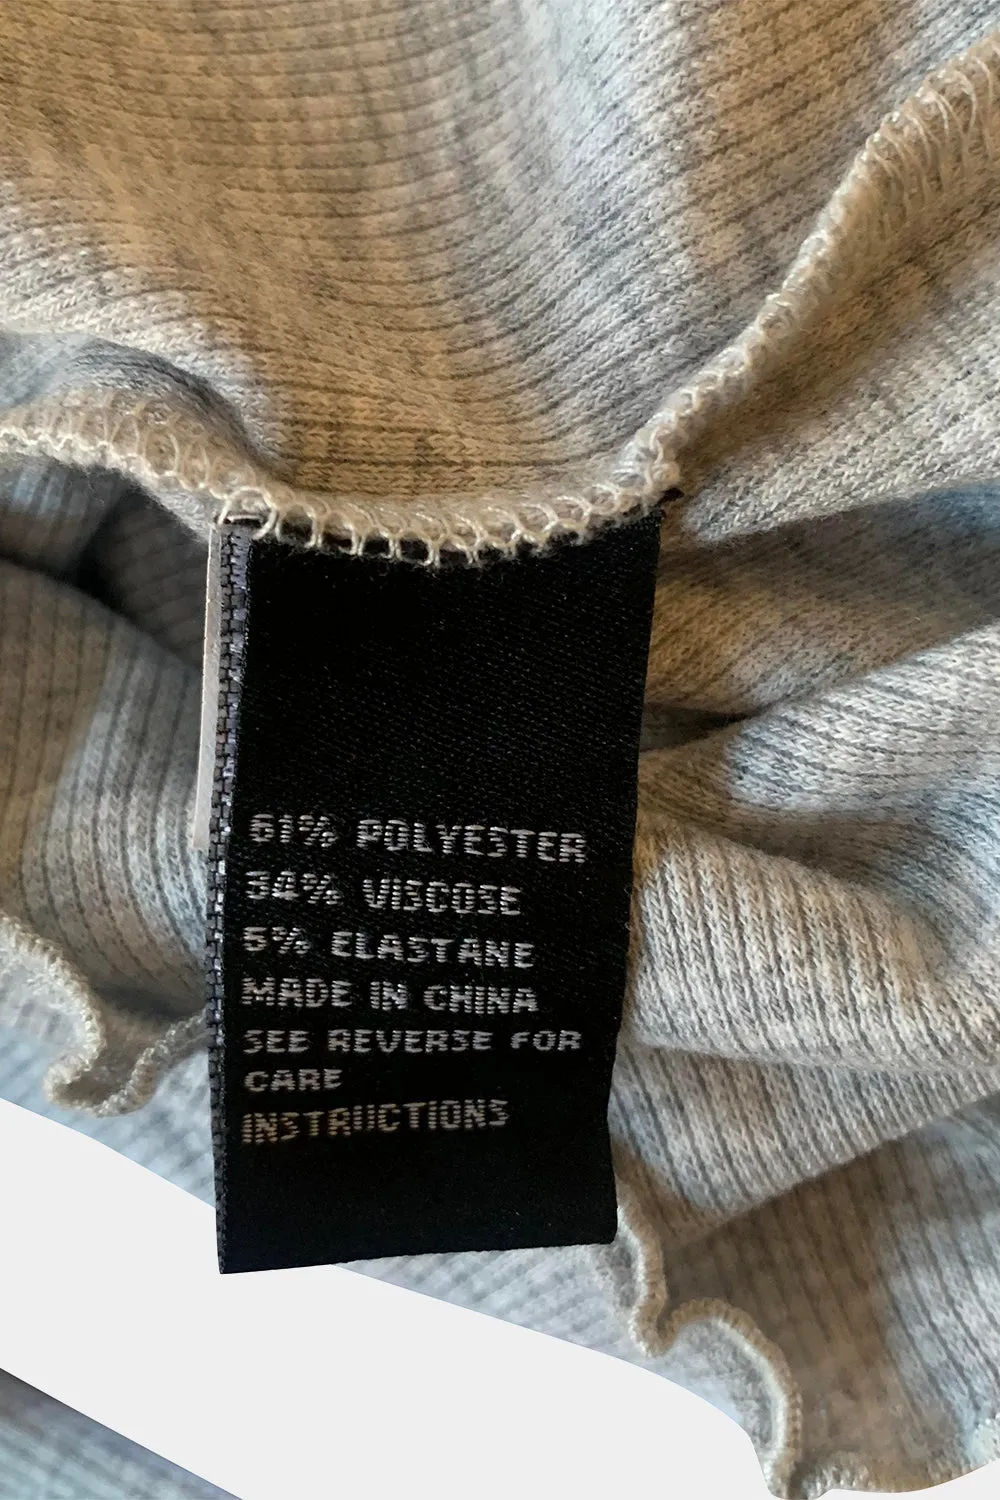 61% POLYESTER
34% VISCOSE
5% ELASTANE
MADE IN CHINA
SEE REVERSE FOR
CARE
INSTRUCTIONS